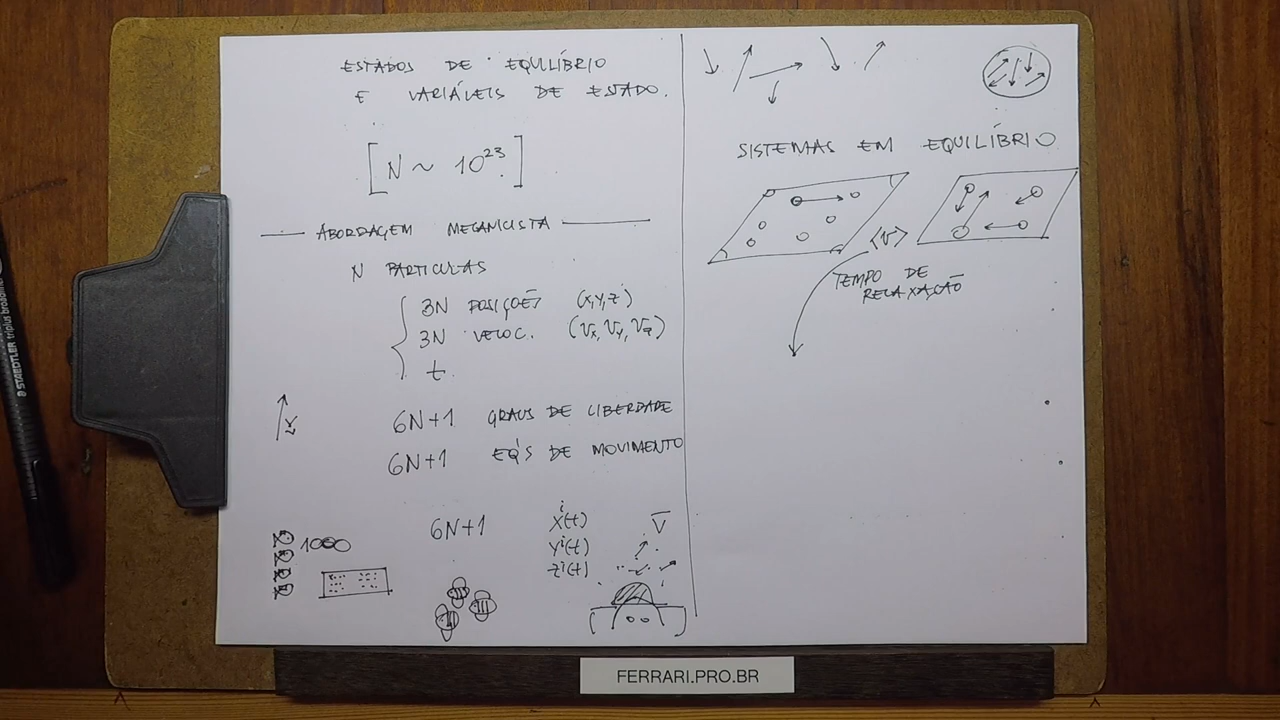 ESTADOS DE EQUILÍBRIO
E VARIÁVEIS DE ESTADO.
[N ~ 10²³]
ABORDAGEM MECANICISTA
N PARTICULAS
3N POSIÇÕES (x, y, z)
3N VELOC. (Vx, Vy, Vz)
t
6N+1 GRAUS DE LIBERDADE
6N+1 EQ'S DE MOVIMENTO
6N+1
xⁱ(t)
yⁱ(t)
zⁱ(t)
V
1000
SISTEMAS EM EQUILÍBRIO
⟨V⟩
TEMPO DE
RELAXAÇÃO
STAEDTLER triplus
FERRARI.PRO.BR